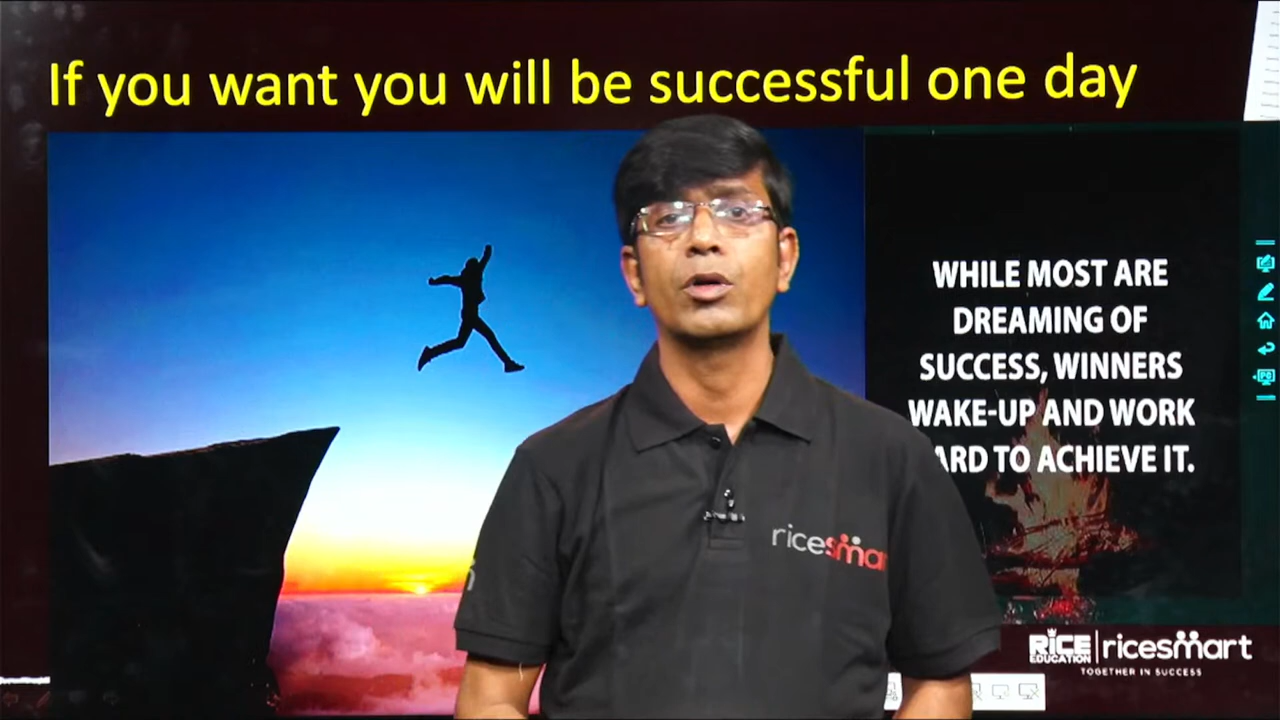 If you want you will be successful one day
WHILE MOST ARE
DREAMING OF
SUCCESS, WINNERS
WAKE-UP AND WORK
ARD TO ACHIEVE IT.
ricesmar
RICE
EDUCATION
ricesmart
TOGETHER IN SUCCESS